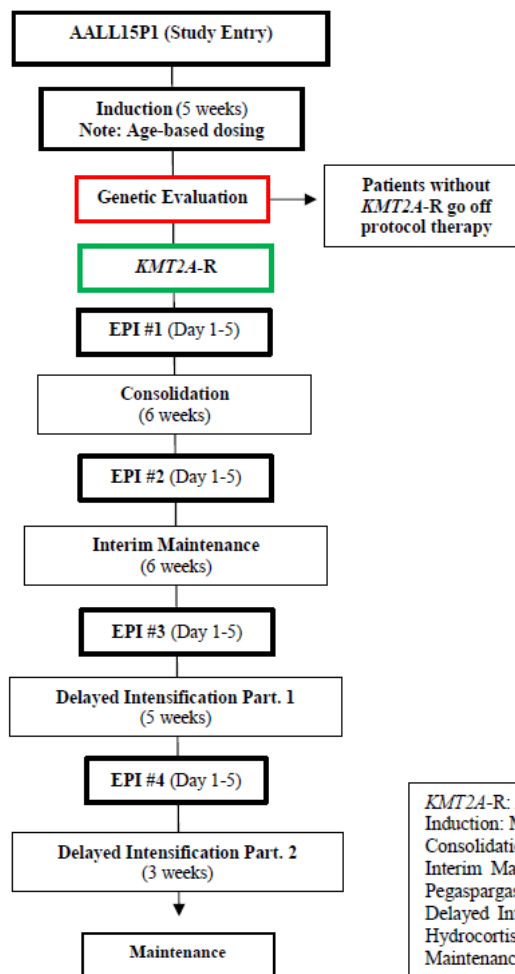 AALL15P1 (Study Entry)
Induction (5 weeks)
Note: Age-based dosing
Genetic Evaluation
Patients without
KMT2A-R go off
protocol therapy
KMT2A-R
EPI #1 (Day 1-5)
Consolidation
(6 weeks)
EPI #2 (Day 1-5)
Interim Maintenance
(6 weeks)
EPI #3 (Day 1-5)
Delayed Intensification Part. 1
(5 weeks)
EPI #4 (Day 1-5)
Delayed Intensification Part. 2
(3 weeks)
Maintenance
KMT2A-R:
Induction:
Interim
Delayed